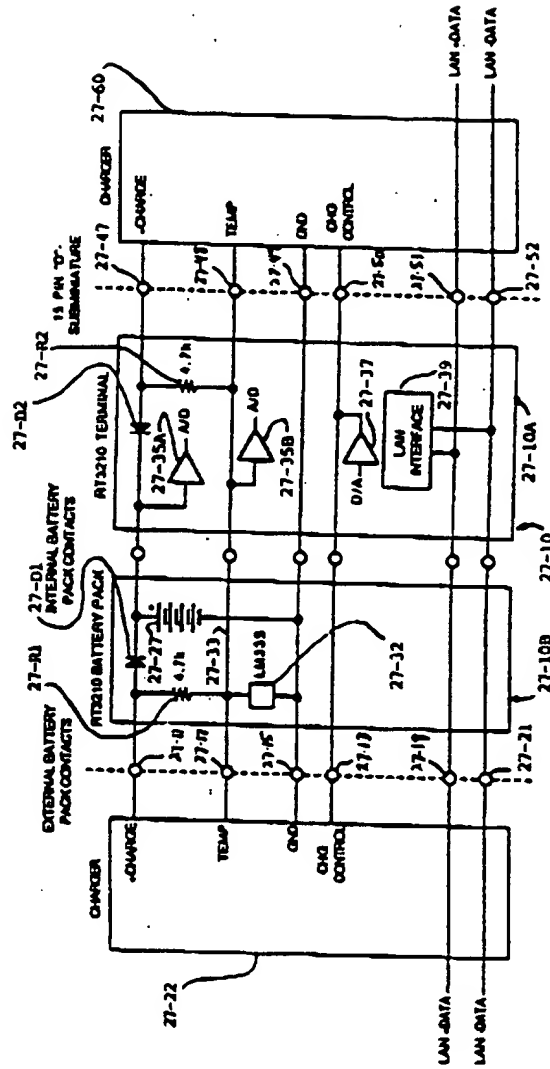 EXTERNAL BATTERY
PACK CONTACTS
27-R1
27-D1
INTERNAL BATTERY
PACK CONTACTS
27-D2
27-R2
15 PIN "D"-
SUBMINIATURE
27-47
27-60
CHARGER
+CHARGE
TEMP
GND
CHG
CONTROL
27-22
LAN +DATA
LAN -DATA
27-17
27-15
27-19
27-21
RT3210 BATTERY PACK
4.7k
27-27
27-33
LM335
27-32
27-10B
27-10
RT3210 TERMINAL
27-35A
A/D
4.7k
27-35B
A/D
D/A
27-37
LAN
INTERFACE
27-39
27-10A
27-50
27-51
27-52
CHARGER
+CHARGE
TEMP
GND
CHG
CONTROL
LAN +DATA
LAN -DATA